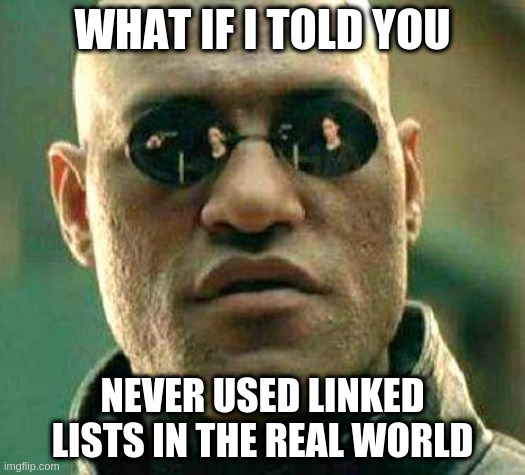 WHAT IF I TOLD YOU
NEVER USED LINKED
LISTS IN THE REAL WORLD
imgflip.com